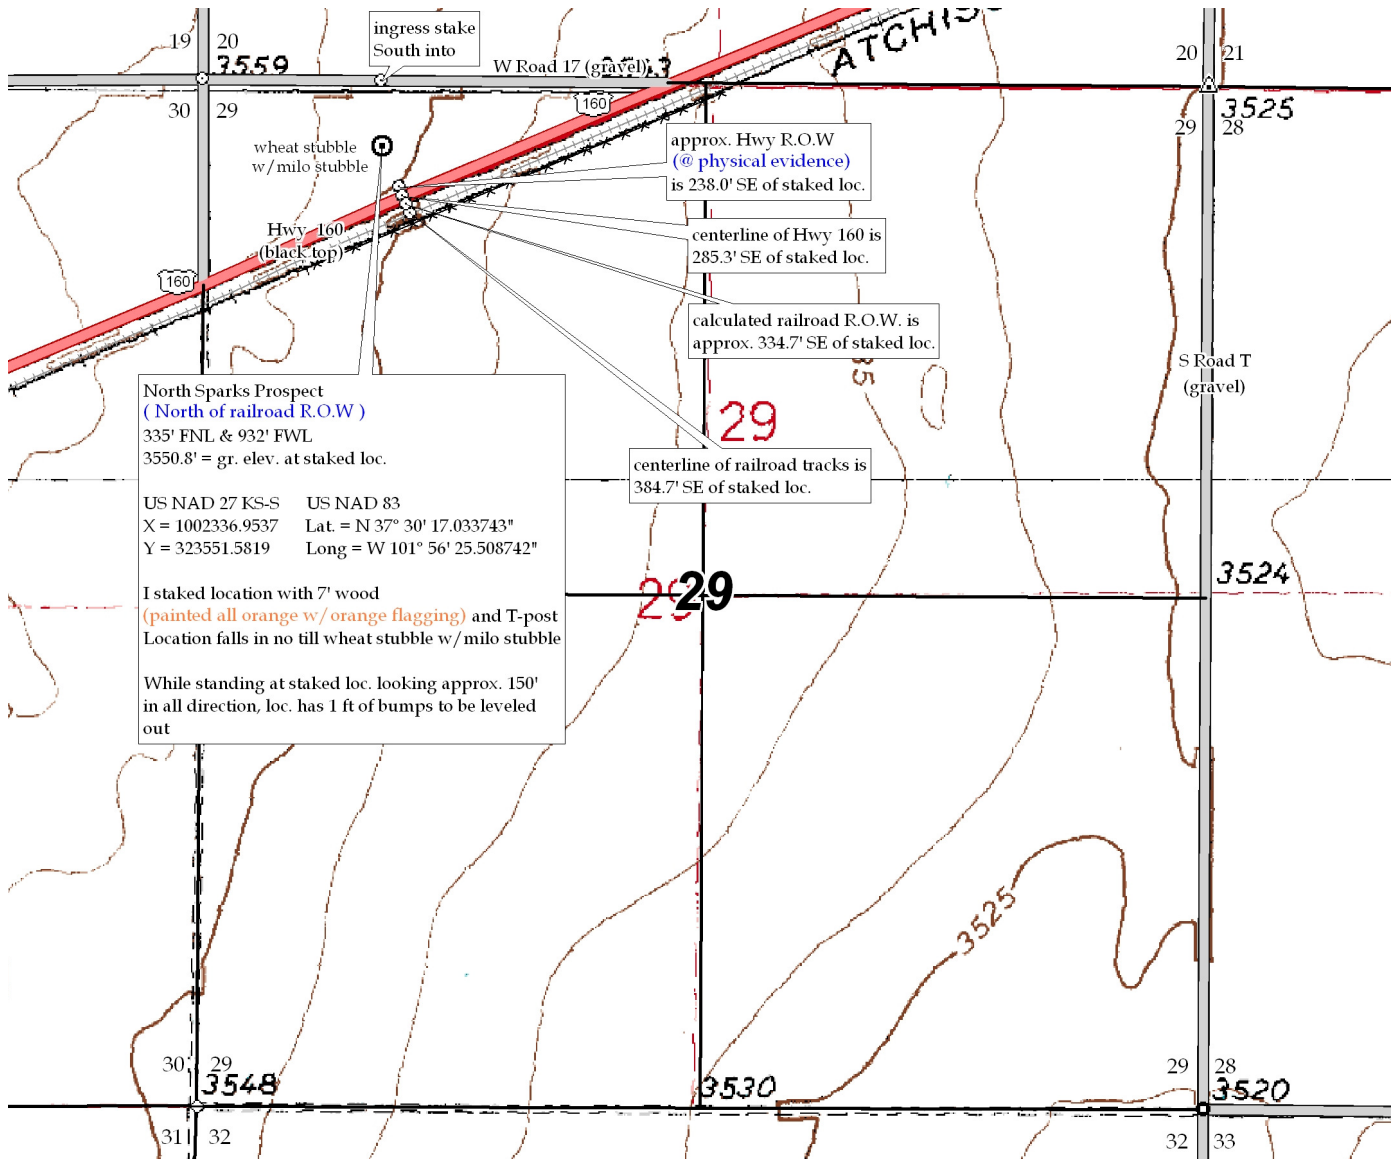 ingress stake
South into
ATCHISO
19 20
3559
W Road 17 (gravel)
20 21
30 29
160
3525
29 28
wheat stubble
w/milo stubble
approx. Hwy R.O.W
(@ physical evidence)
is 238.0' SE of staked loc.
Hwy 160
(black top)
centerline of Hwy 160 is
285.3' SE of staked loc.
160
calculated railroad R.O.W. is
approx. 334.7' SE of staked loc.
S Road T
(gravel)
35
North Sparks Prospect
( North of railroad R.O.W )
335' FNL & 932' FWL
3550.8' = gr. elev. at staked loc.
29
centerline of railroad tracks is
384.7' SE of staked loc.
US NAD 27 KS-S US NAD 83
X = 1002336.9537 Lat. = N 37° 30' 17.033743"
Y = 323551.5819 Long = W 101° 56' 25.508742"
3524
29
29
I staked location with 7' wood
(painted all orange w/orange flagging) and T-post
Location falls in no till wheat stubble w/milo stubble
While standing at staked loc. looking approx. 150'
in all direction, loc. has 1 ft of bumps to be leveled
out
3525
30 29
29 28
3548
3530
3520
31 32
32 33